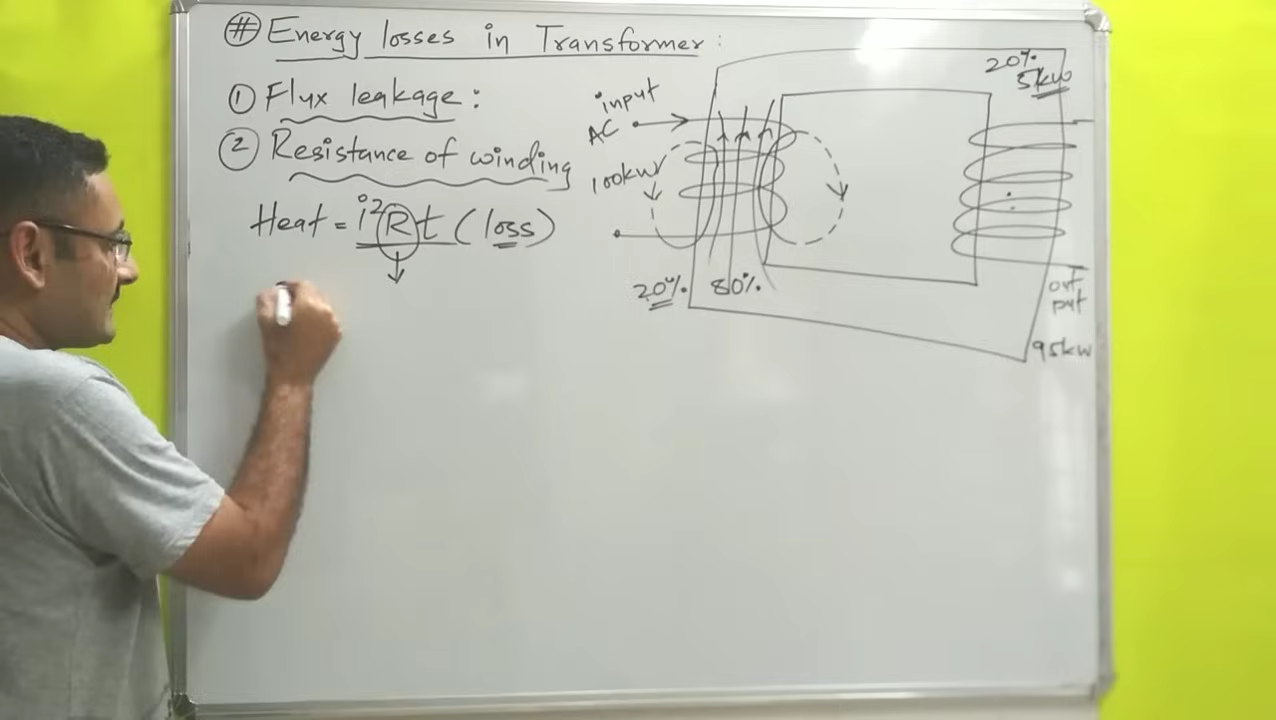 # Energy losses in Transformer:
① Flux leakage:
② Resistance of winding
Heat = i²Rt (loss)
input
AC
100kw
20% 80%
20%
5kw
out
put
95kw